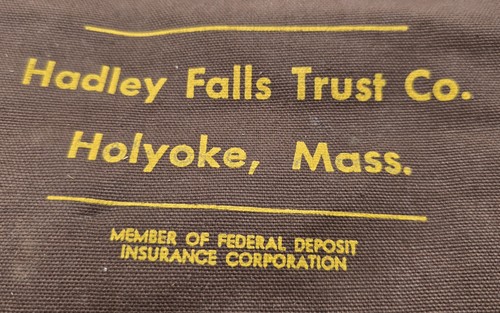 Hadley Falls Trust Co.
Holyoke, Mass.
MEMBER OF FEDERAL DEPOSIT
INSURANCE CORPORATION